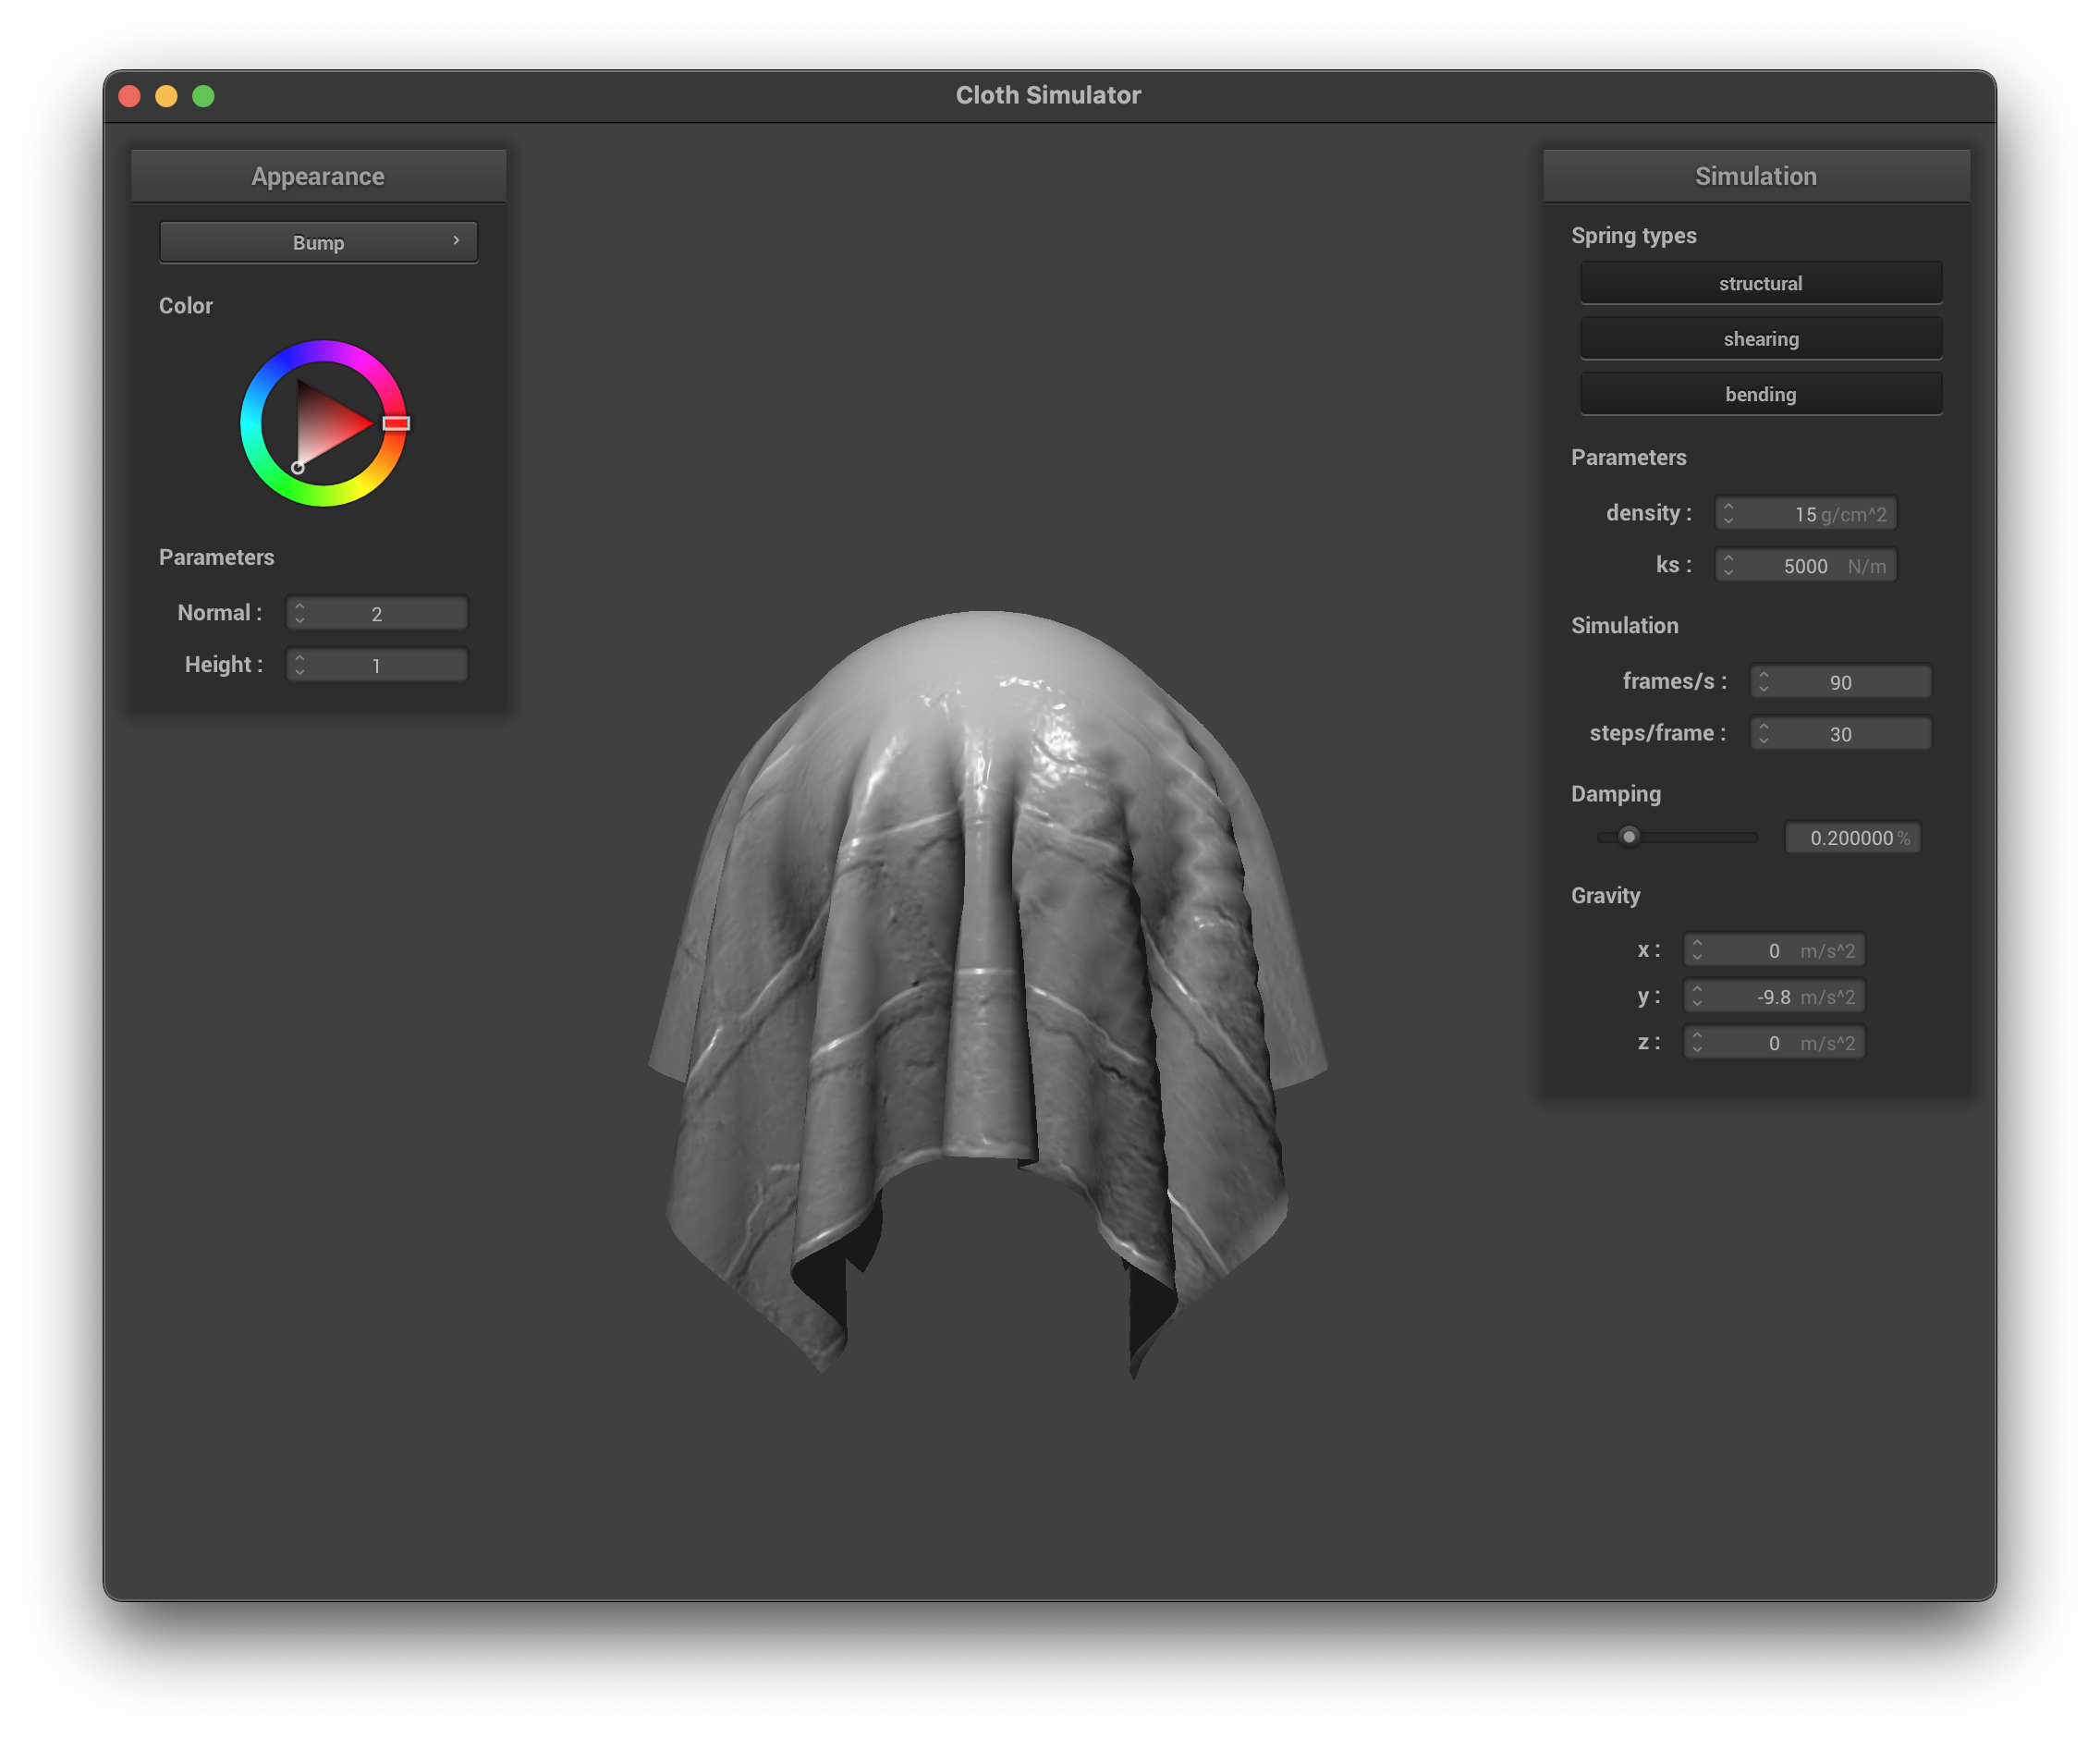 Cloth Simulator
Appearance
Bump
Color
Parameters
Normal : 2
Height : 1
Simulation
Spring types
structural
shearing
bending
Parameters
density : 15 g/cm^2
ks : 5000 N/m
Simulation
frames/s : 90
steps/frame : 30
Damping
0.200000 %
Gravity
x : 0 m/s^2
y : -9.8 m/s^2
z : 0 m/s^2